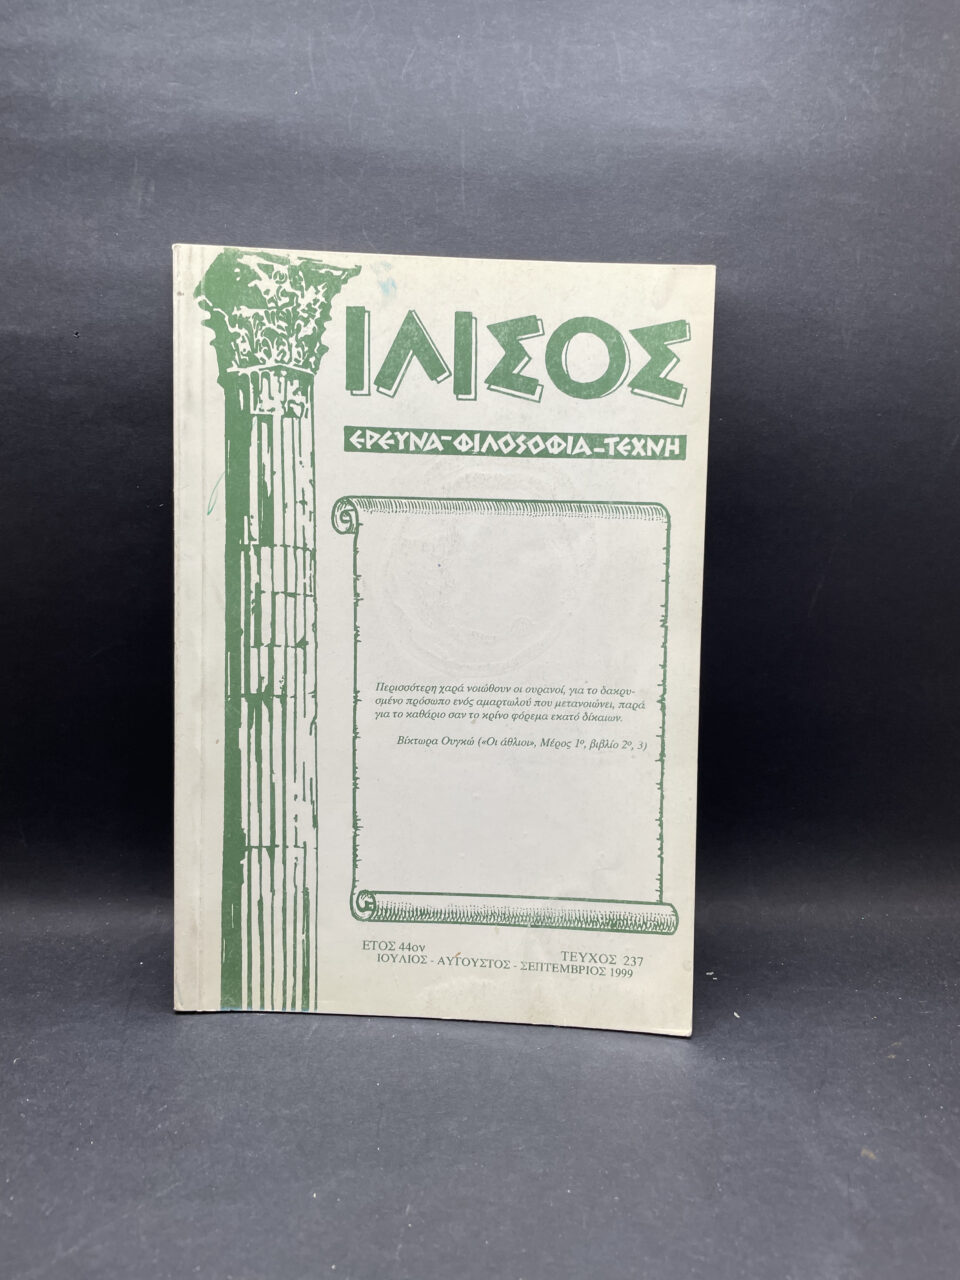 ΙΛΙΣΟΣ
ΕΡΕΥΝΑ-ΦΙΛΟΣΟΦΙΑ-ΤΕΧΝΗ
Περισσότερη χαρά νοιώθουν οι ουρανοί, για το δακρυ-
σμένο πρόσωπο ενός αμαρτωλού που μετανοιώνει, παρά
για το καθάριο σαν το κρίνο φόρεμα εκατό δίκαιων.
Βίκτωρα Ουγκώ («Οι άθλιοι», Μέρος 1ο, βιβλίο 2ο, 3)
ΕΤΟΣ 44ον ΤΕΥΧΟΣ 237
ΙΟΥΛΙΟΣ - ΑΥΓΟΥΣΤΟΣ - ΣΕΠΤΕΜΒΡΙΟΣ 1999